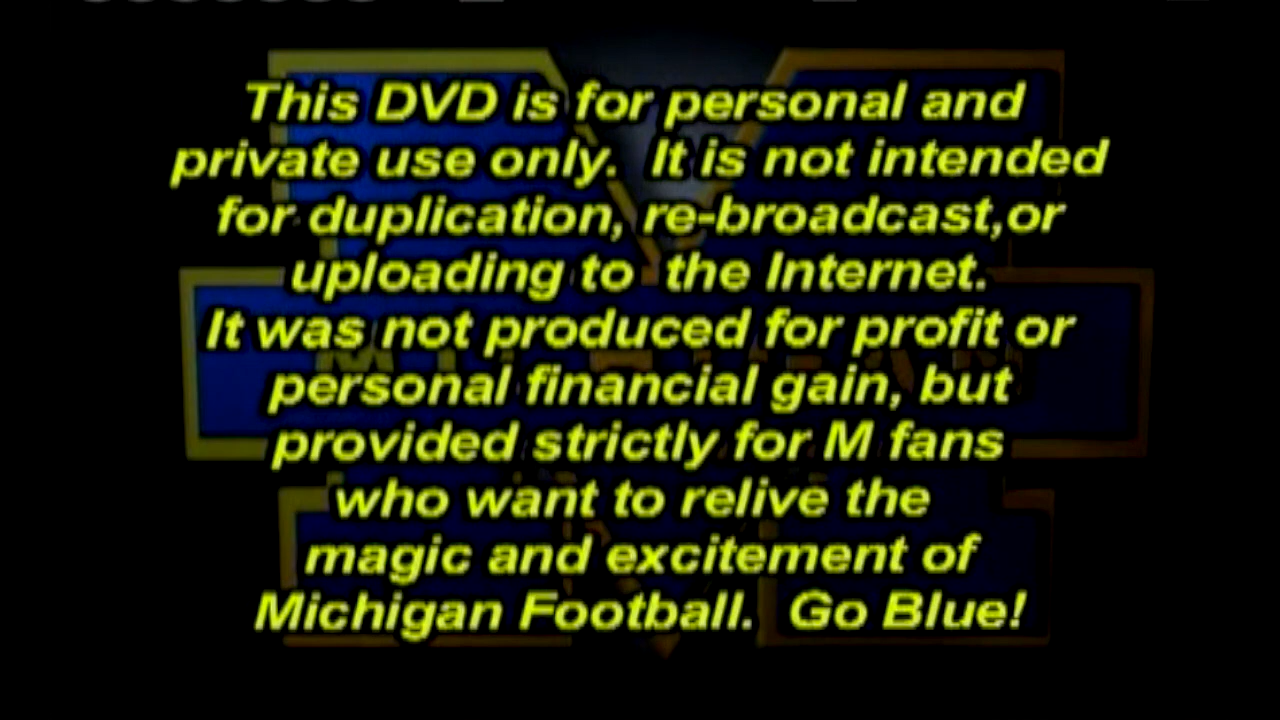 This DVD is for personal and
private use only.  It is not intended
for duplication, re-broadcast,or
uploading to  the Internet.
It was not produced for profit or
personal financial gain, but
provided strictly for M fans
who want to relive the
magic and excitement of
Michigan Football.  Go Blue!